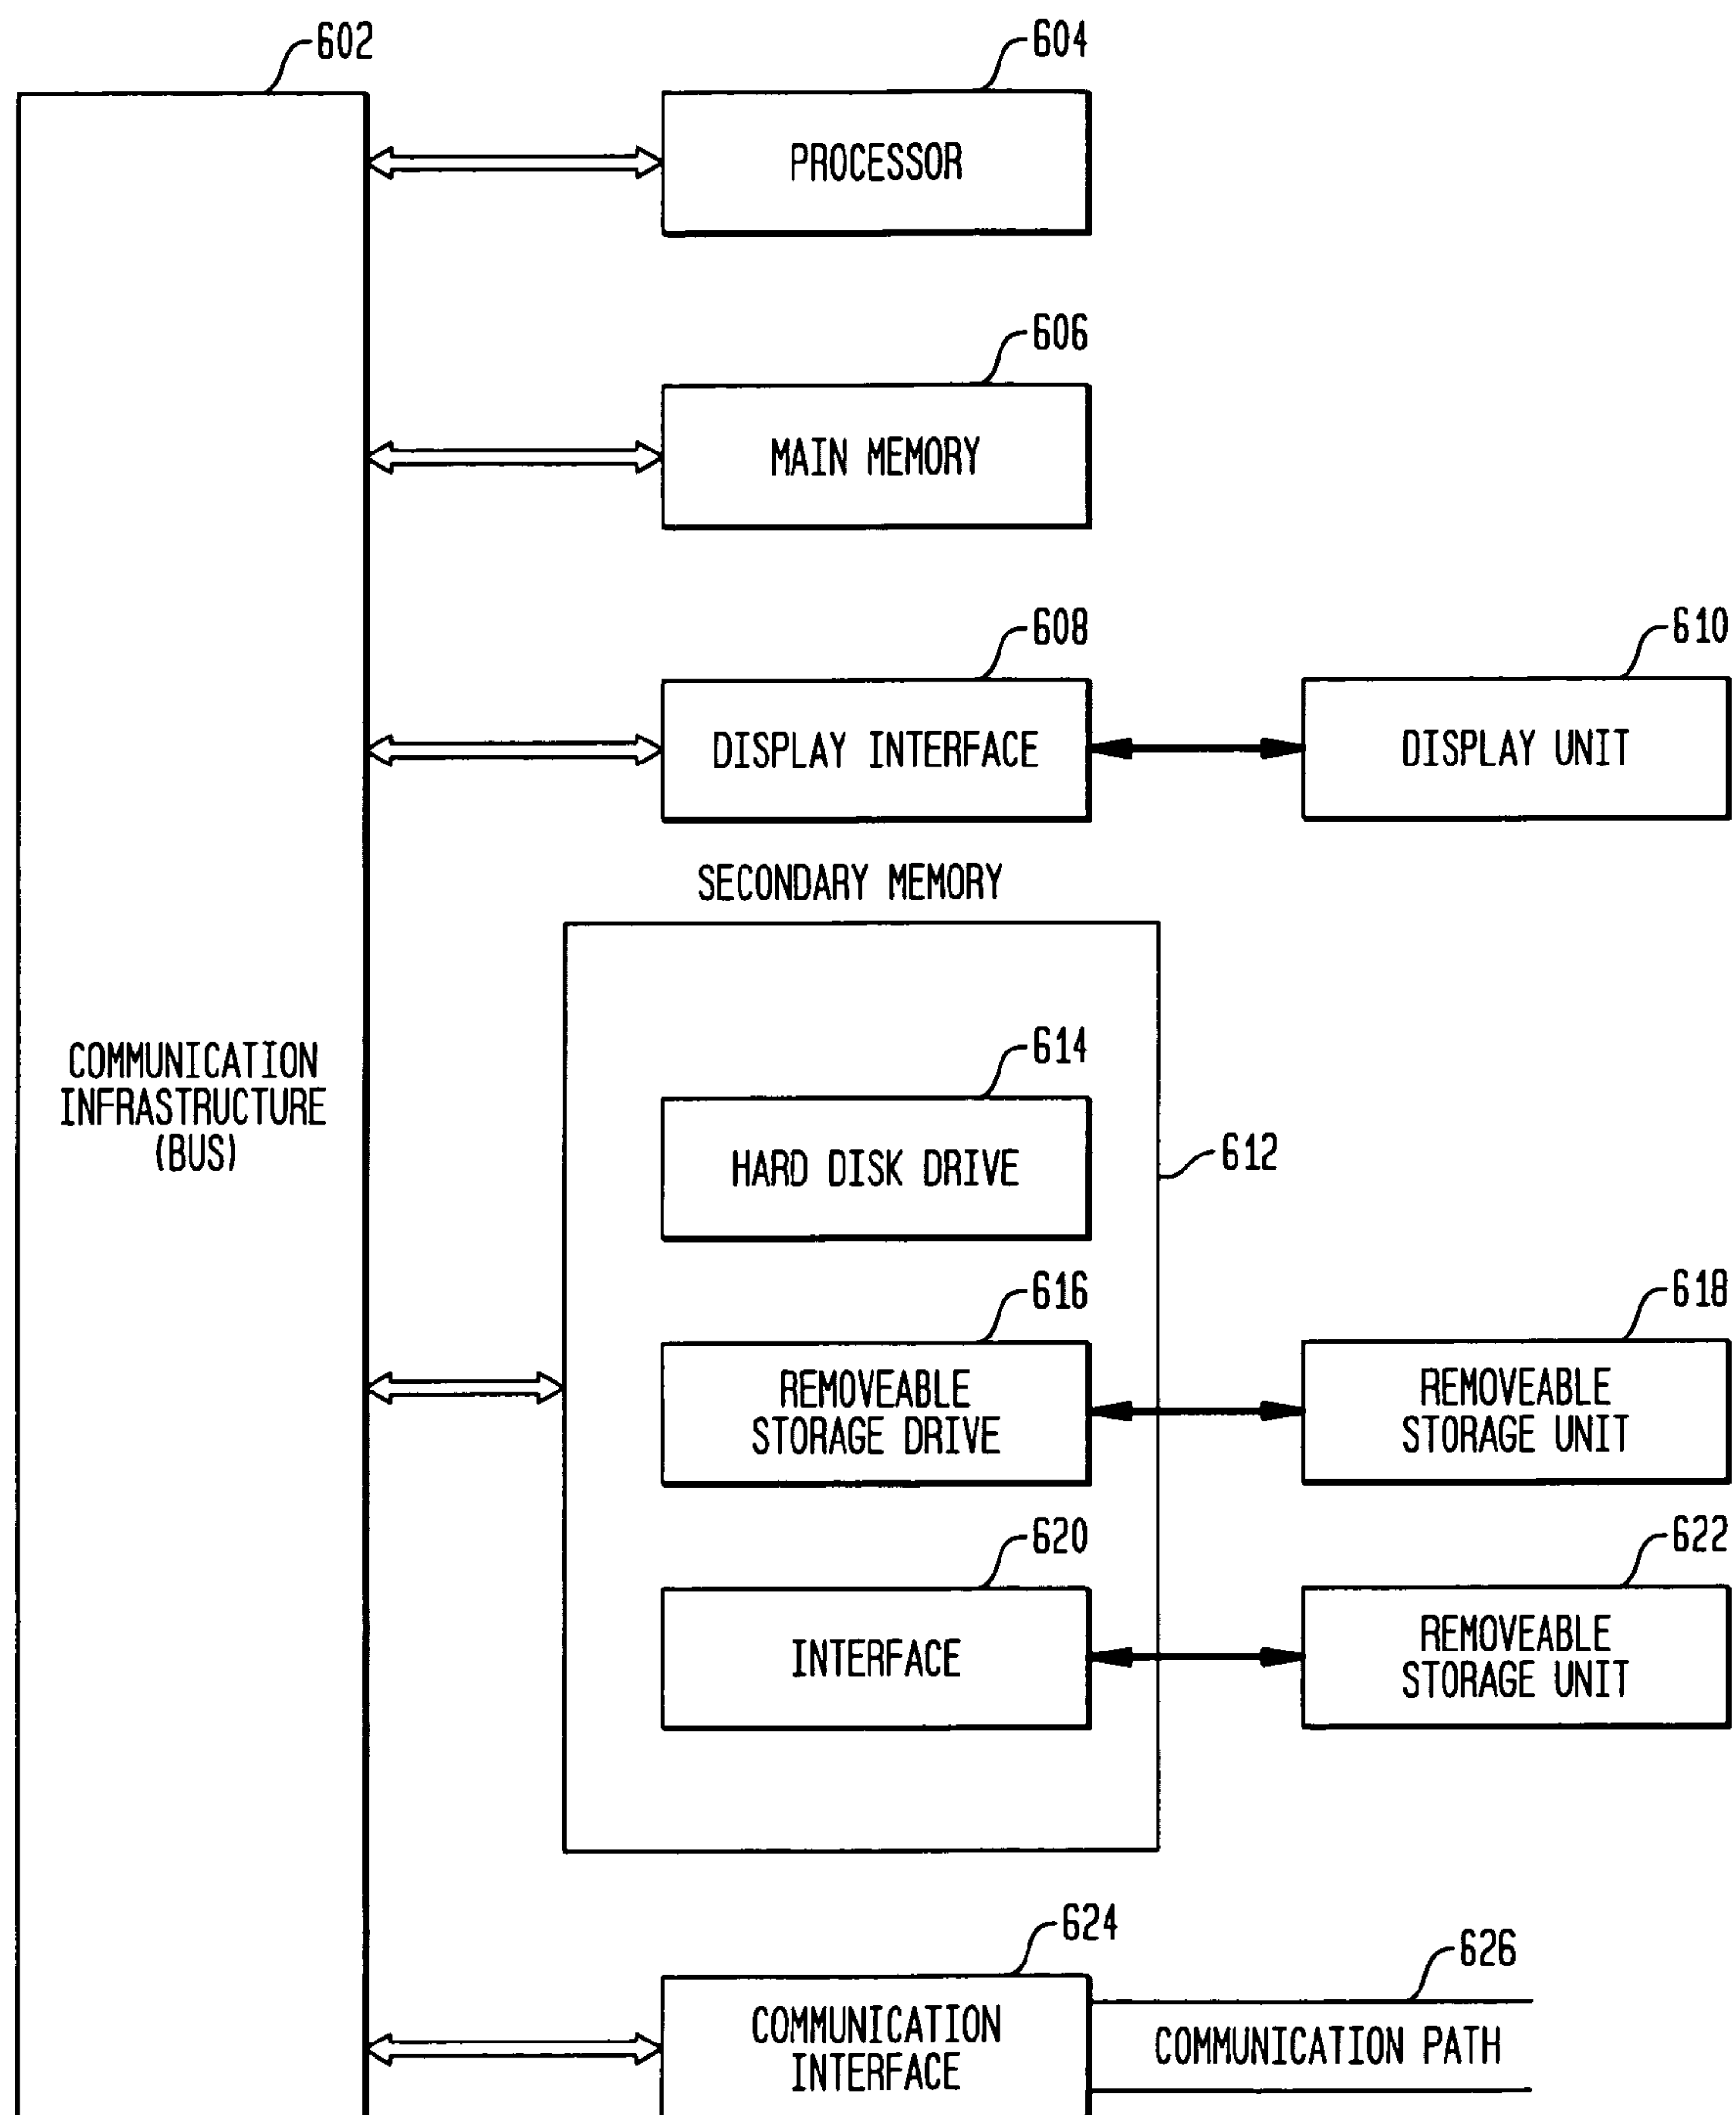 602
604
PROCESSOR
606
MAIN MEMORY
608
610
DISPLAY INTERFACE
DISPLAY UNIT
SECONDARY MEMORY
COMMUNICATION
INFRASTRUCTURE
(BUS)
614
HARD DISK DRIVE
612
616
618
REMOVEABLE
STORAGE DRIVE
REMOVEABLE
STORAGE UNIT
620
622
INTERFACE
REMOVEABLE
STORAGE UNIT
624
626
COMMUNICATION
INTERFACE
COMMUNICATION PATH